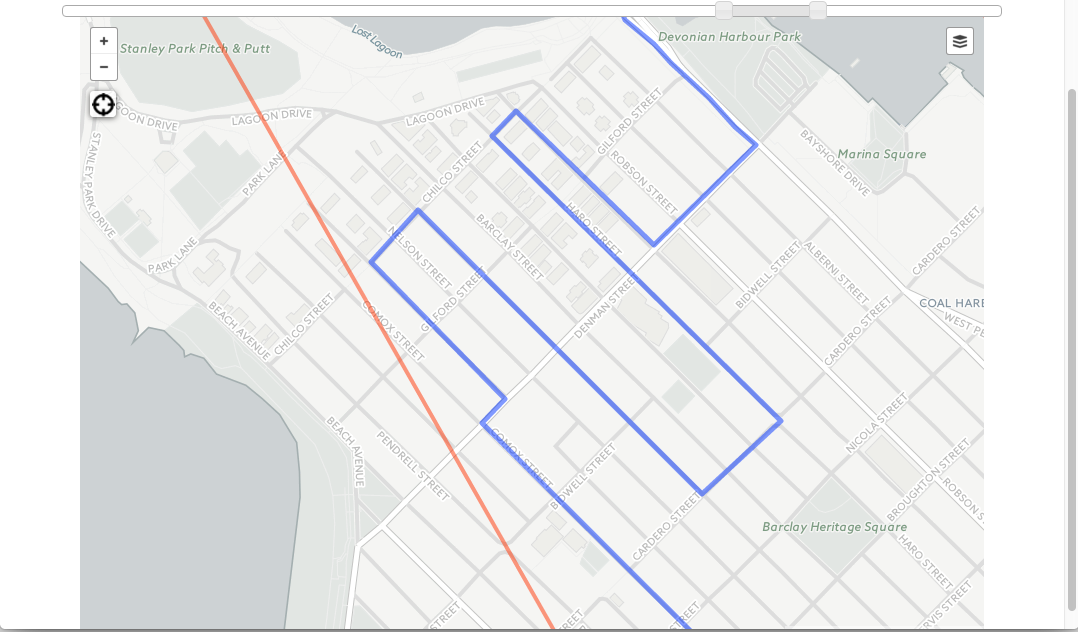 Lost Lagoon
Devonian Harbour Park
+
Stanley Park Pitch & Putt
−
LAGOON DRIVE
LAGOON DRIVE
LAGOON DRIVE
GILFORD STREET
BAYSHORE DRIVE
Marina Square
STANLEY PARK DRIVE
PARK LANE
CHILCO STREET
ROBSON STREET
HARO STREET
BARCLAY STREET
CARDERO STREET
PARK LANE
NELSON STREET
GILFORD STREET
BIDWELL STREET
ALBERNI STREET
COAL HARB
WEST PE
DENMAN STREET
BEACH AVENUE
CHILCO STREET
COMOX STREET
CARDERO STREET
BEACH AVENUE
PENDRELL STREET
COMOX STREET
BIDWELL STREET
NICOLA STREET
BROUGHTON STREET
ROBSON S
CARDERO STREET
Barclay Heritage Square
HARO STREET
STREET
STREET
STREET
RVIS STREET